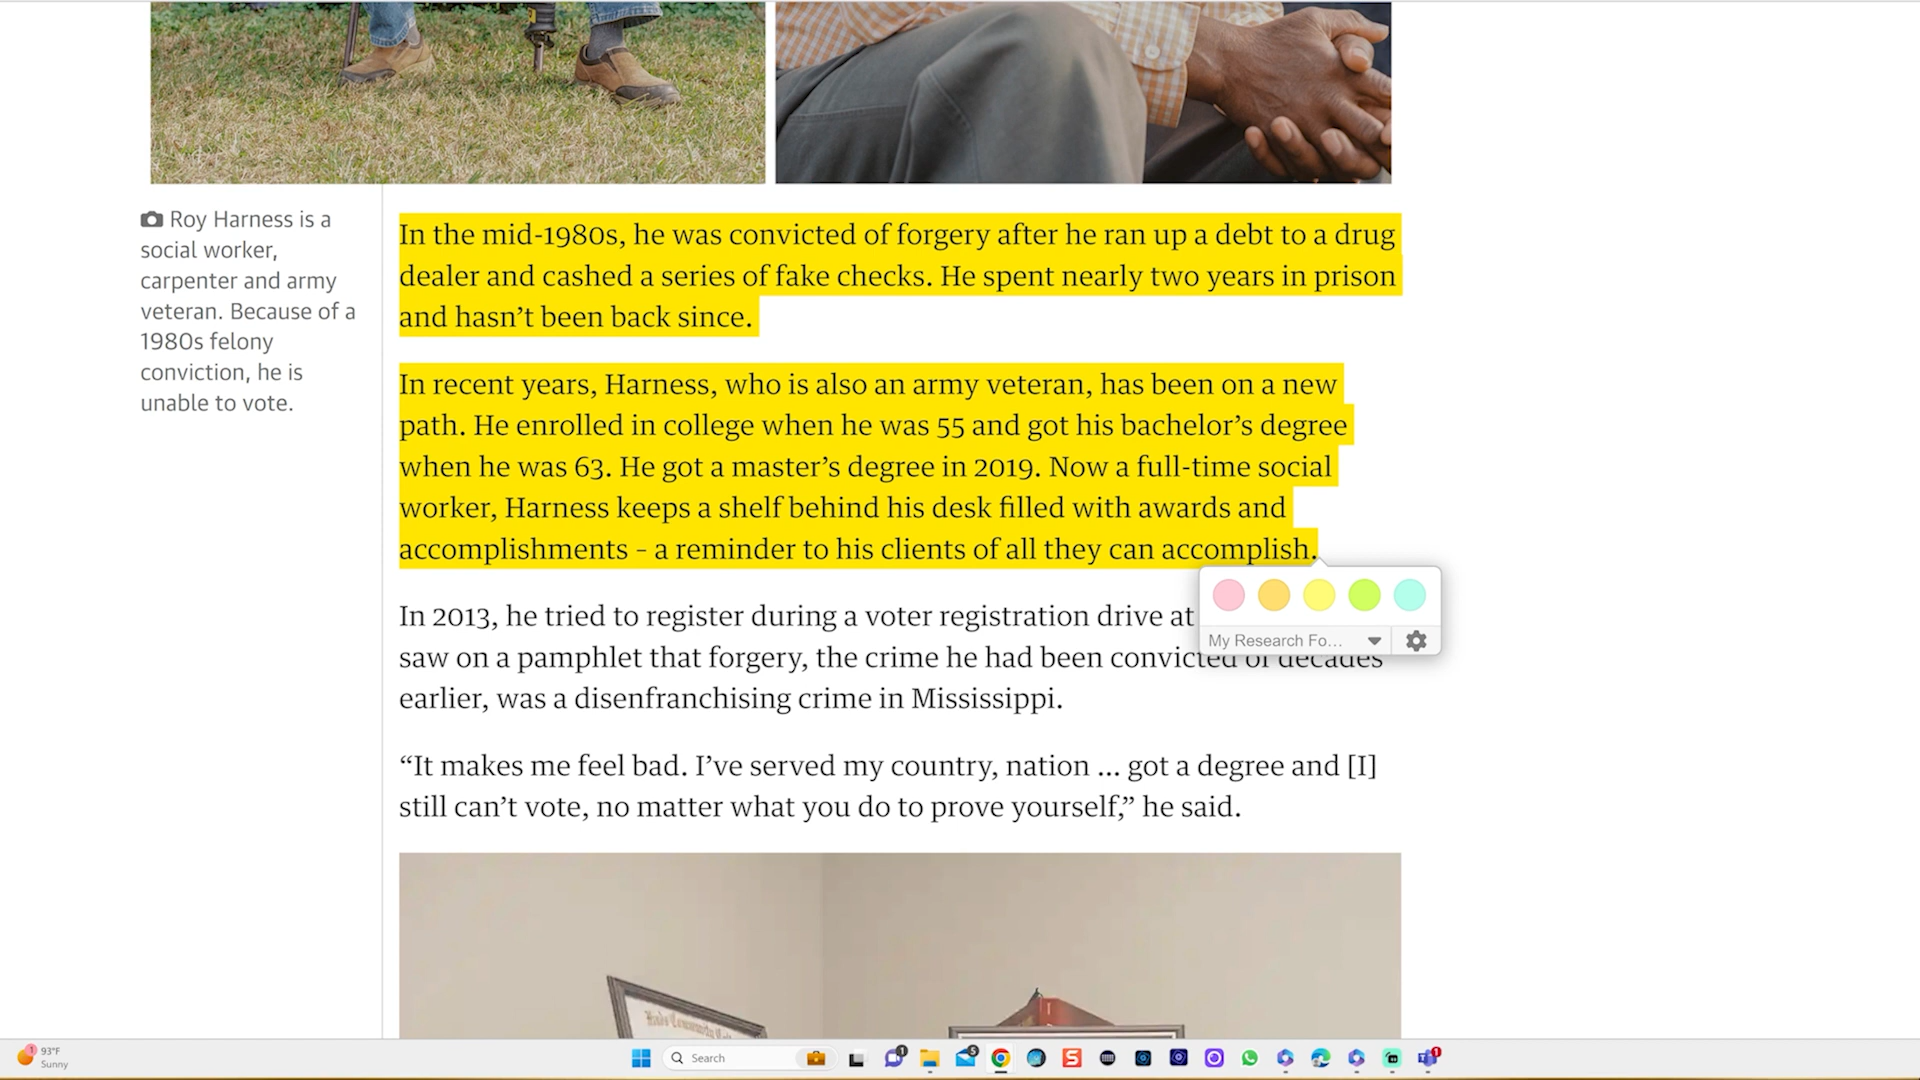 Roy Harness is a
social worker,
carpenter and army
veteran. Because of a
1980s felony
conviction, he is
unable to vote.
In the mid-1980s, he was convicted of forgery after he ran up a debt to a drug
dealer and cashed a series of fake checks. He spent nearly two years in prison
and hasn’t been back since.
In recent years, Harness, who is also an army veteran, has been on a new
path. He enrolled in college when he was 55 and got his bachelor’s degree
when he was 63. He got a master’s degree in 2019. Now a full-time social
worker, Harness keeps a shelf behind his desk filled with awards and
accomplishments – a reminder to his clients of all they can accomplish.
My Research Fo...
In 2013, he tried to register during a voter registration drive at
saw on a pamphlet that forgery, the crime he had been convicted of decades
earlier, was a disenfranchising crime in Mississippi.
“It makes me feel bad. I’ve served my country, nation … got a degree and [I]
still can’t vote, no matter what you do to prove yourself,” he said.
1
93°F
Sunny
Search
1
5
S
1